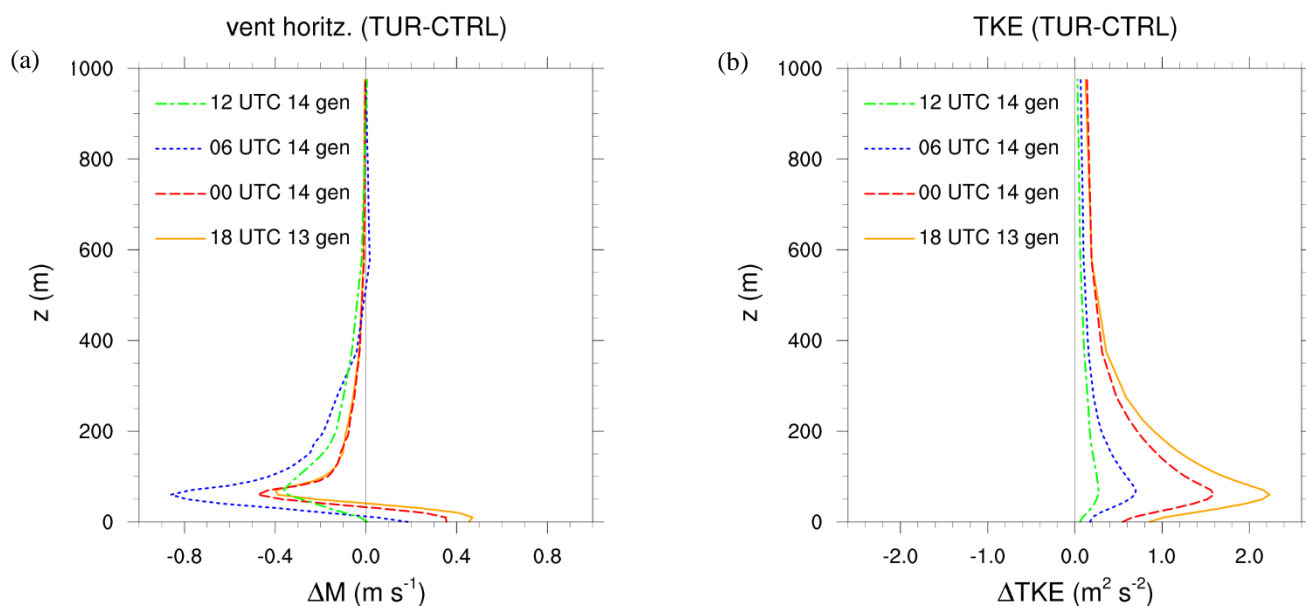 vent horitz. (TUR-CTRL)
(a)
1000
800
600
400
200
0
z (m)
12 UTC 14 gen
06 UTC 14 gen
00 UTC 14 gen
18 UTC 13 gen
-0.8 -0.4 0.0 0.4 0.8
ΔM (m s⁻¹)
TKE (TUR-CTRL)
(b)
1000
800
600
400
200
0
z (m)
12 UTC 14 gen
06 UTC 14 gen
00 UTC 14 gen
18 UTC 13 gen
-2.0 -1.0 0.0 1.0 2.0
ΔTKE (m² s⁻²)